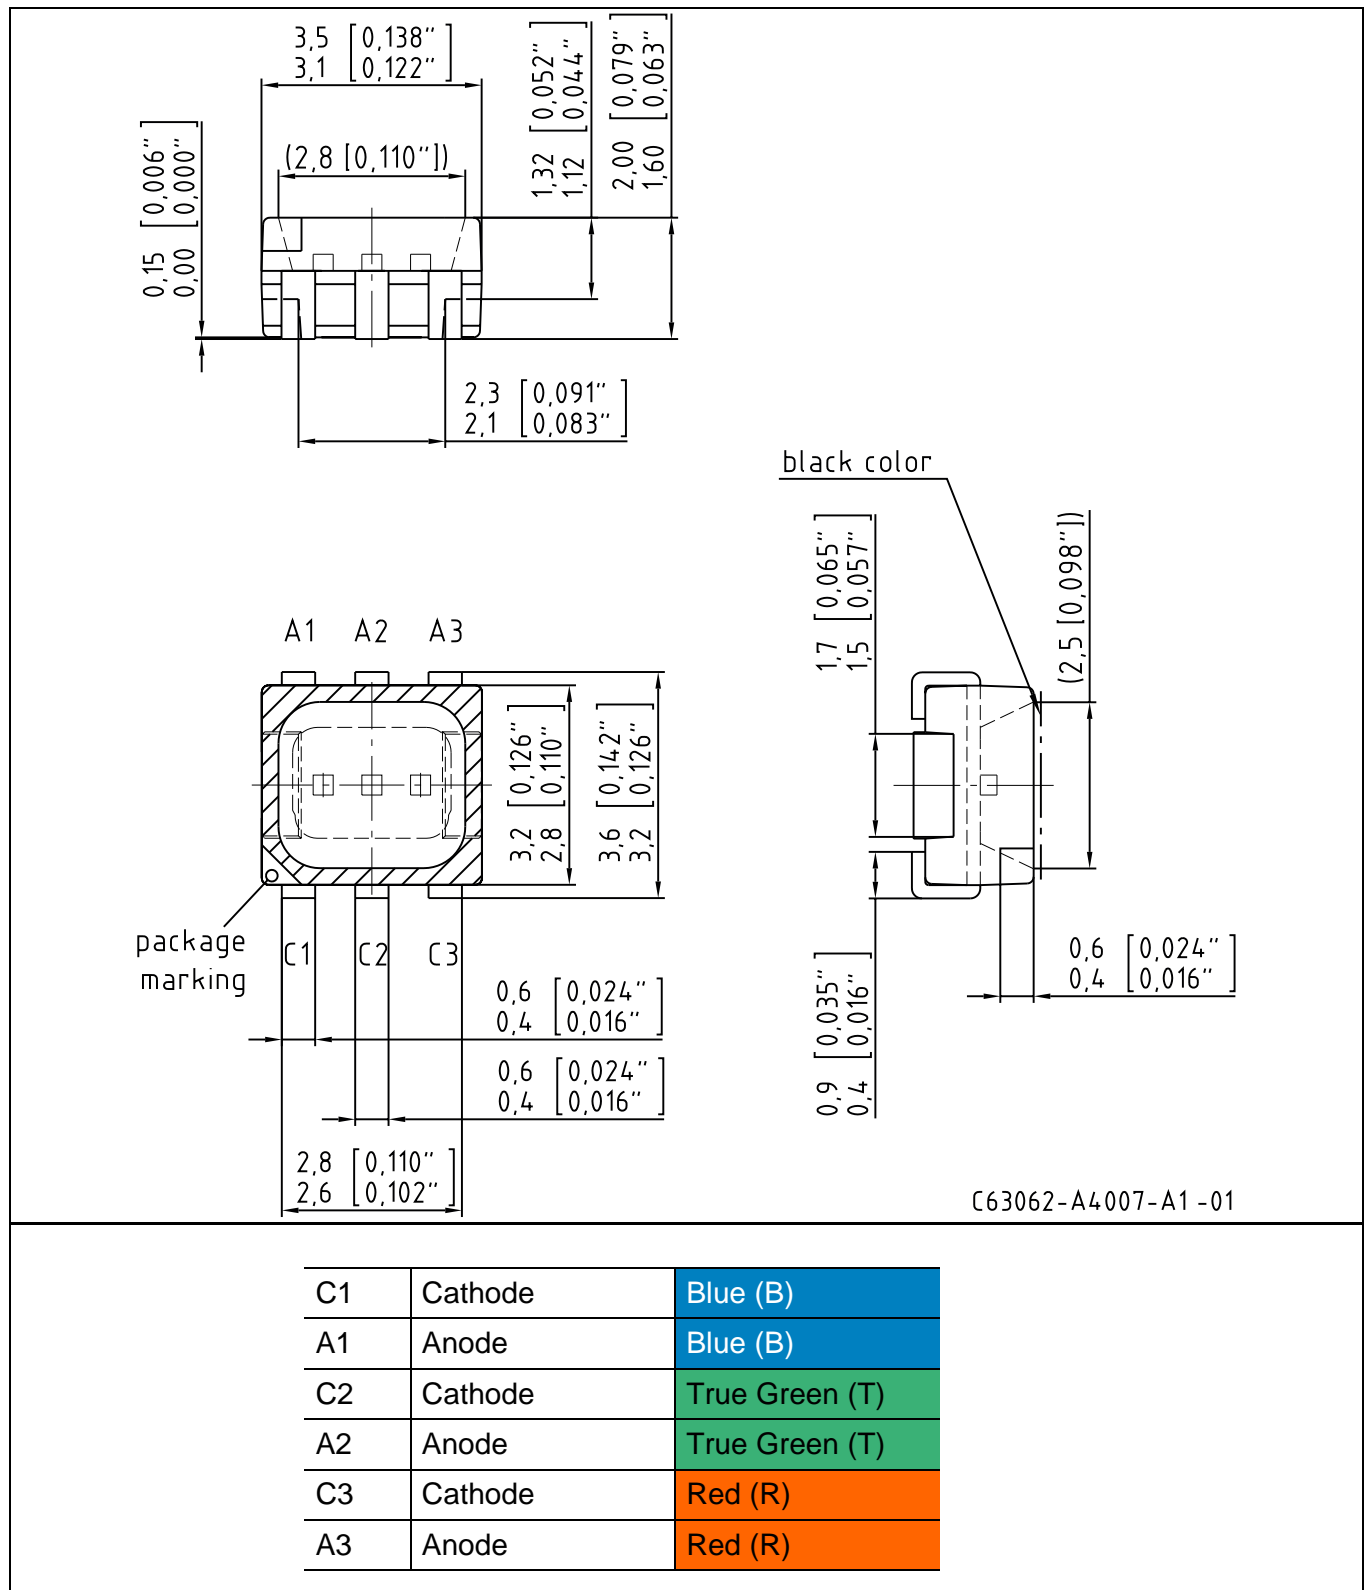 3,5 [0,138"]
3,1 [0,122"]
(2,8 [0,110"])
0,15 [0,006"]
0,00 [0,000"]
1,32 [0,052"]
1,12 [0,044"]
2,00 [0,079"]
1,60 [0,063"]
2,3 [0,091"]
2,1 [0,083"]
black color
1,7 [0,065"]
1,5 [0,057"]
(2,5 [0,098"])
A1 A2 A3
3,2 [0,126"]
2,8 [0,110"]
3,6 [0,142"]
3,2 [0,126"]
package
marking
C1 C2 C3
0,6 [0,024"]
0,4 [0,016"]
0,6 [0,024"]
0,4 [0,016"]
2,8 [0,110"]
2,6 [0,102"]
0,9 [0,035"]
0,4 [0,016"]
0,6 [0,024"]
0,4 [0,016"]
C63062-A4007-A1 -01
C1 Cathode Blue (B)
A1 Anode Blue (B)
C2 Cathode True Green (T)
A2 Anode True Green (T)
C3 Cathode Red (R)
A3 Anode Red (R)